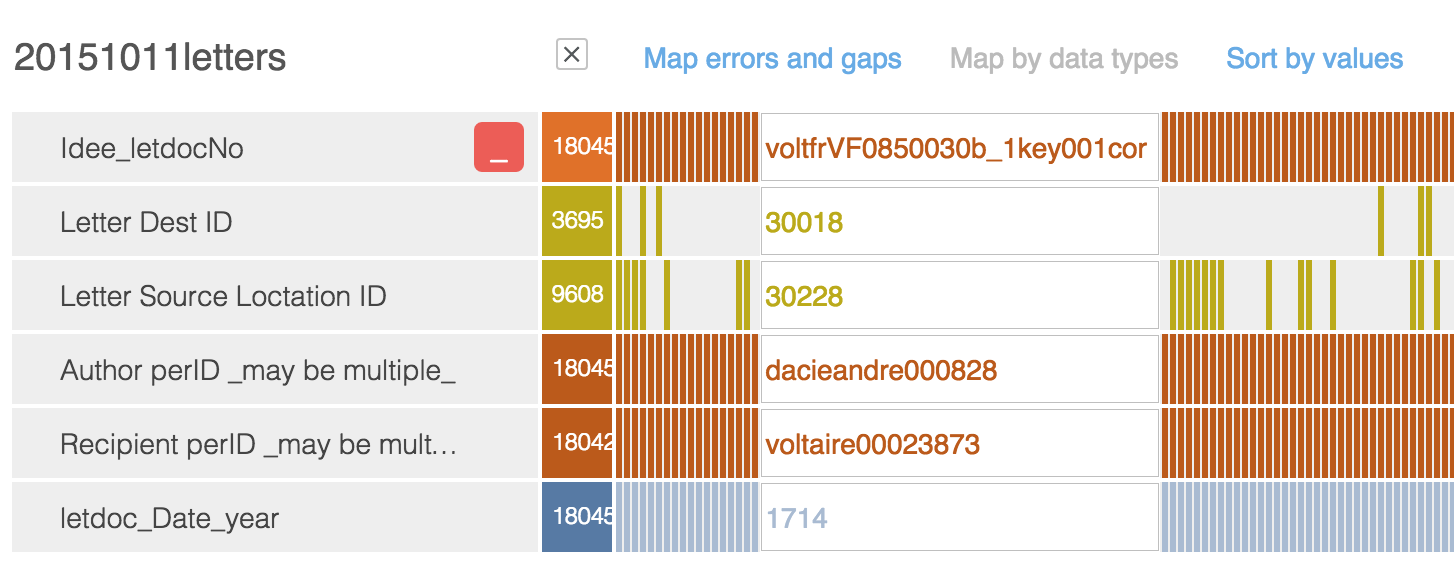 20151011letters Map errors and gaps Map by data types Sort by values
Idee_letdocNo _ 18045 voltfrVF0850030b_1key001cor
Letter Dest ID 3695 30018
Letter Source Loctation ID 9608 30228
Author perID _may be multiple_ 18045 dacieandre000828
Recipient perID _may be mult... 18042 voltaire00023873
letdoc_Date_year 18045 1714